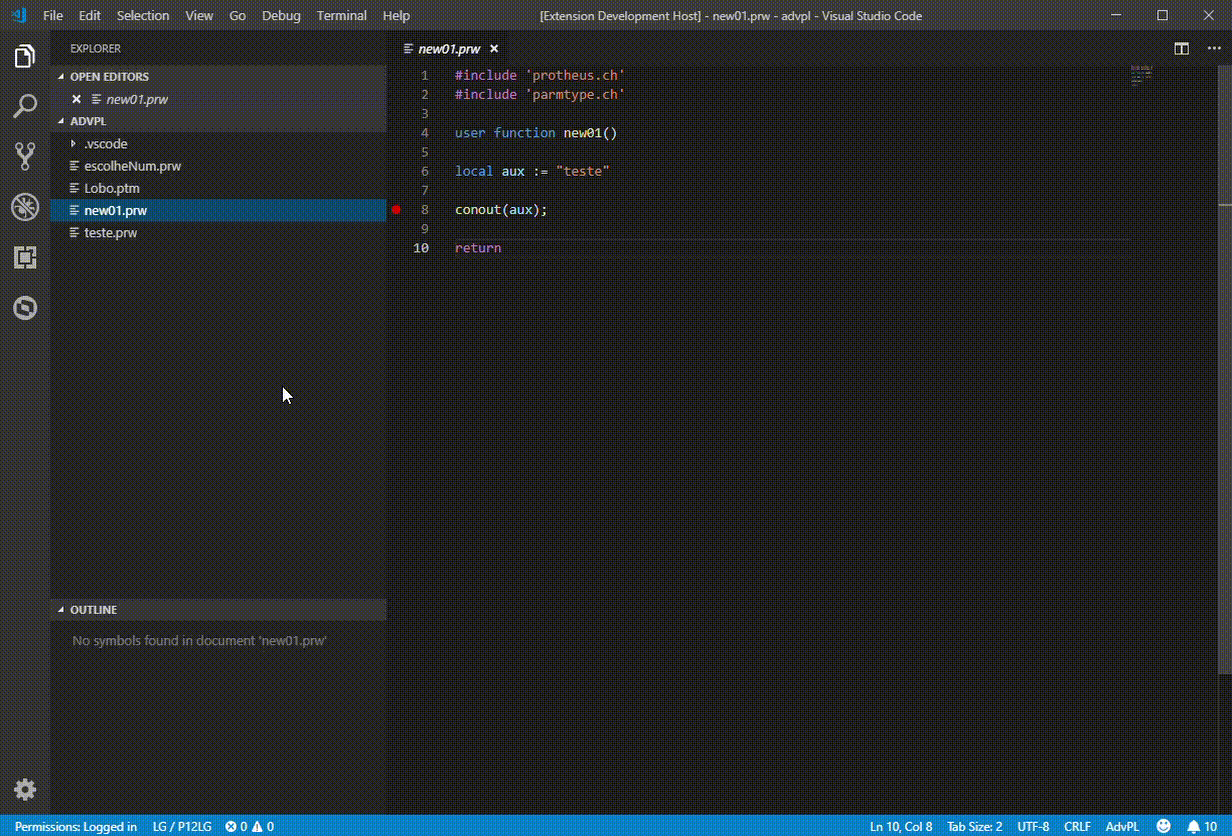 File Edit Selection View Go Debug Terminal Help [Extension Development Host] - new01.prw - advpl - Visual Studio Code
EXPLORER
OPEN EDITORS
new01.prw
ADVPL
.vscode
escolheNum.prw
Lobo.ptm
new01.prw
teste.prw
OUTLINE
No symbols found in document 'new01.prw'
new01.prw
1 #include 'protheus.ch'
2 #include 'parmtype.ch'
3
4 user function new01()
5
6 local aux := "teste"
7
8 conout(aux);
9
10 return
Permissions: Logged in LG / P12LG 0 0 Ln 10, Col 8 Tab Size: 2 UTF-8 CRLF AdvPL 10